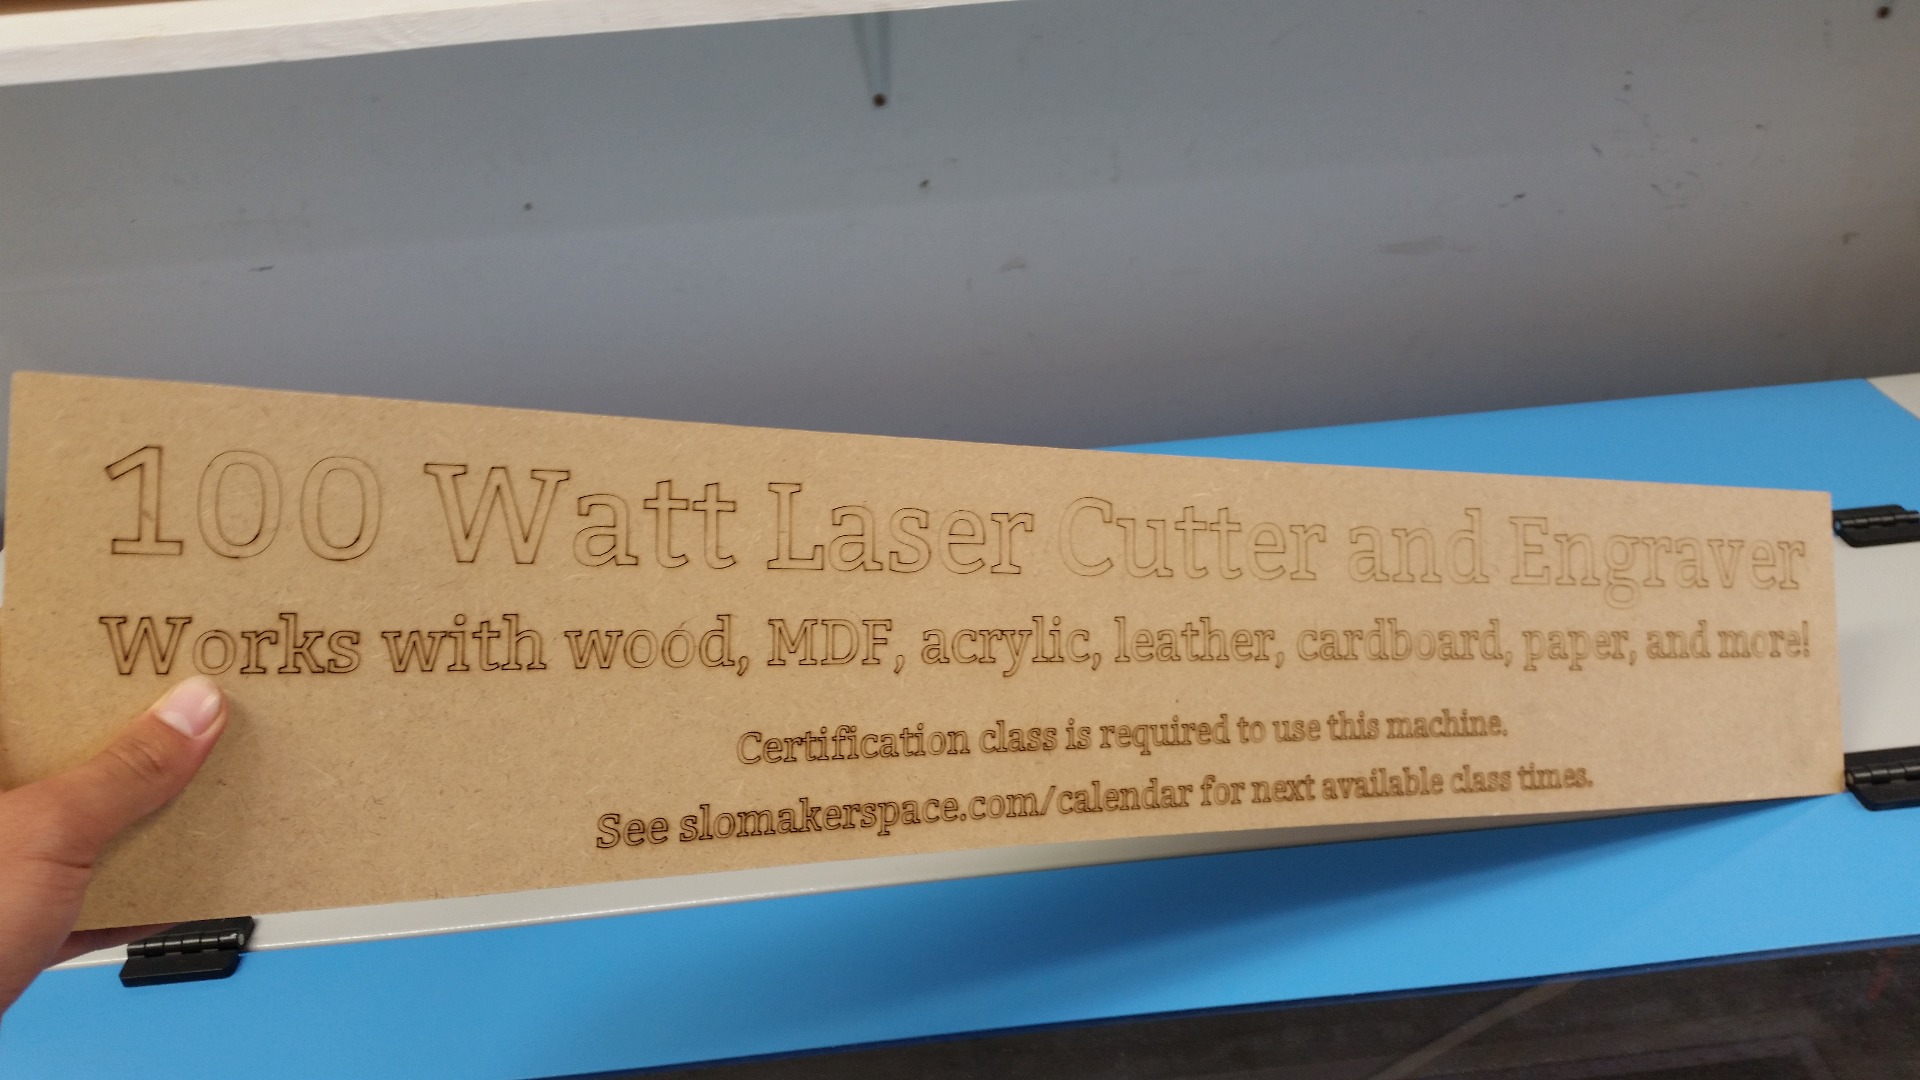 100 Watt Laser Cutter and Engraver
Works with wood, MDF, acrylic, leather, cardboard, paper, and more!
Certification class is required to use this machine.
See slomakerspace.com/calendar for next available class times.